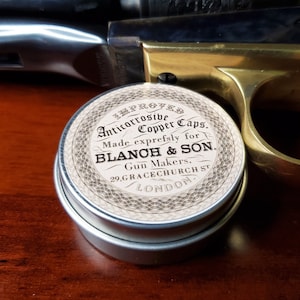 IMPROVED
Anticorrosive
Copper Caps.
Made exprefsly for
BLANCH & SON.
Gun Makers,
29, GRACECHURCH ST
LONDON.